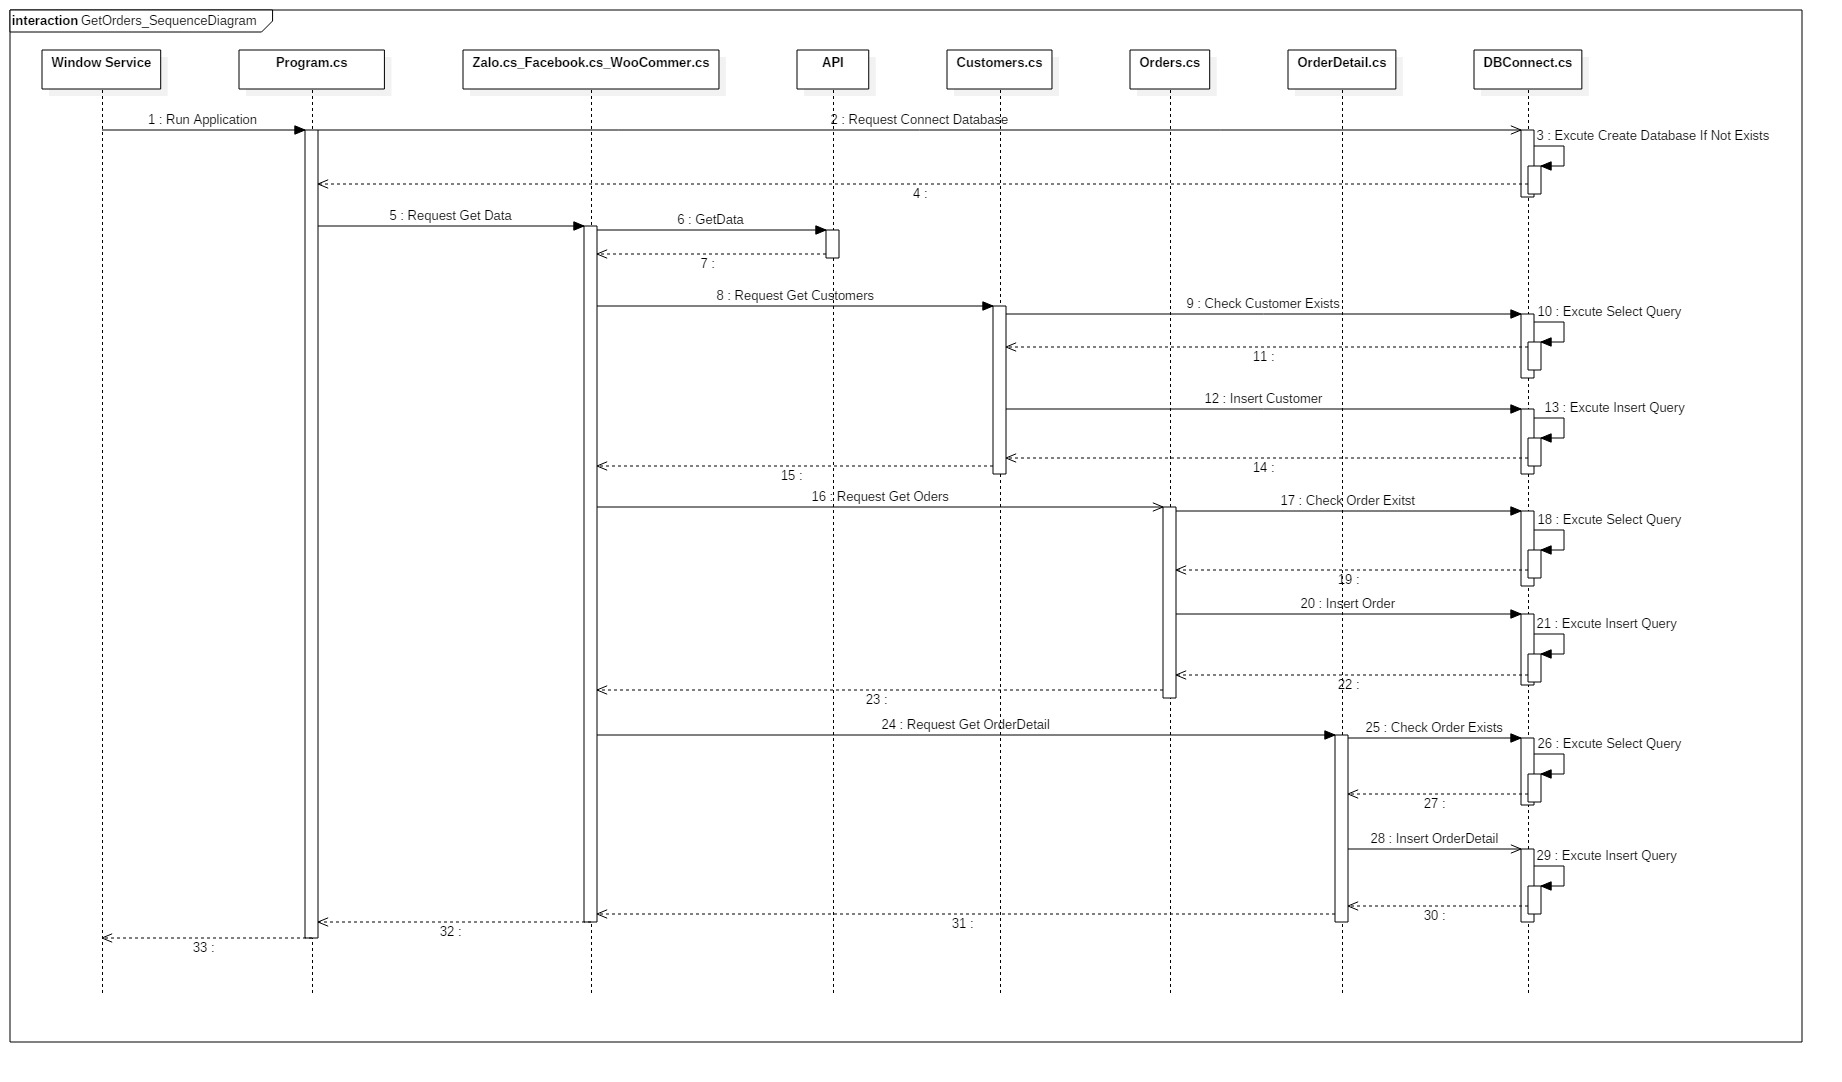 interaction GetOrders_SequenceDiagram
Window Service
Program.cs
Zalo.cs_Facebook.cs_WooCommer.cs
API
Customers.cs
Orders.cs
OrderDetail.cs
DBConnect.cs
1 : Run Application
2 : Request Connect Database
3 : Excute Create Database If Not Exists
4 :
5 : Request Get Data
6 : GetData
7 :
8 : Request Get Customers
9 : Check Customer Exists
10 : Excute Select Query
11 :
12 : Insert Customer
13 : Excute Insert Query
14 :
15 :
16 : Request Get Oders
17 : Check Order Exitst
18 : Excute Select Query
19 :
20 : Insert Order
21 : Excute Insert Query
22 :
23 :
24 : Request Get OrderDetail
25 : Check Order Exists
26 : Excute Select Query
27 :
28 : Insert OrderDetail
29 : Excute Insert Query
30 :
31 :
32 :
33 :